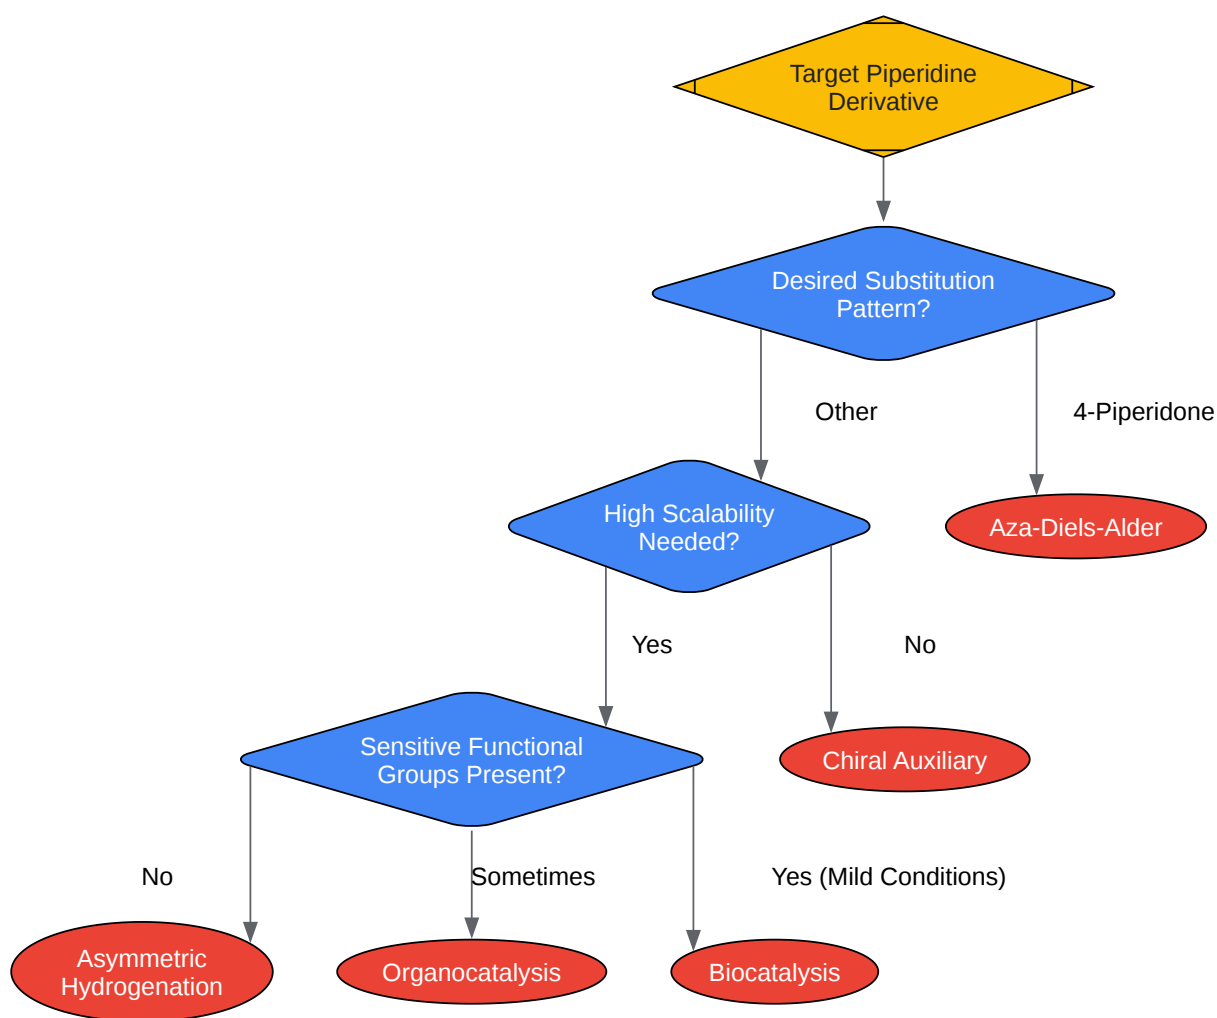 Target Piperidine
Derivative
Desired Substitution
Pattern?
Other
4-Piperidone
High Scalability
Needed?
Aza-Diels-Alder
Yes
No
Sensitive Functional
Groups Present?
Chiral Auxiliary
No
Sometimes
Yes (Mild Conditions)
Asymmetric
Hydrogenation
Organocatalysis
Biocatalysis